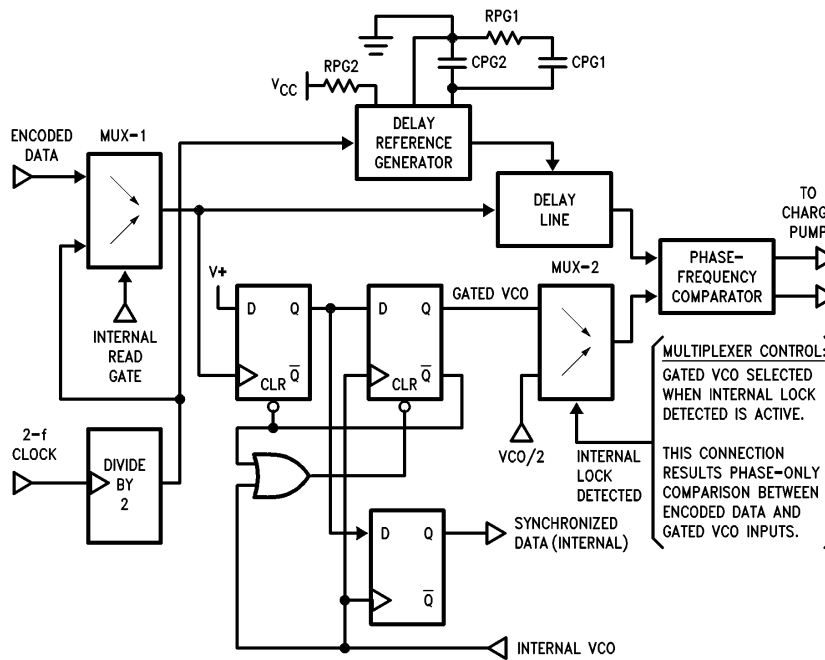 RPG1
RPG2
CPG2
CPG1
VCC
ENCODED
DATA
MUX-1
DELAY
REFERENCE
GENERATOR
DELAY
LINE
TO
CHARG
PUMP
PHASE-
FREQUENCY
COMPARATOR
MUX-2
V+
GATED VCO
D
Q
D
Q
INTERNAL
READ
GATE
CLR
Q
CLR
Q
MULTIPLEXER CONTROL:
GATED VCO SELECTED
WHEN INTERNAL LOCK
DETECTED IS ACTIVE.
THIS CONNECTION
RESULTS PHASE-ONLY
COMPARISON BETWEEN
ENCODED DATA AND
GATED VCO INPUTS.
2-f
CLOCK
DIVIDE
BY
2
VCO/2
INTERNAL
LOCK
DETECTED
D
Q
Q
SYNCHRONIZED
DATA (INTERNAL)
INTERNAL VCO